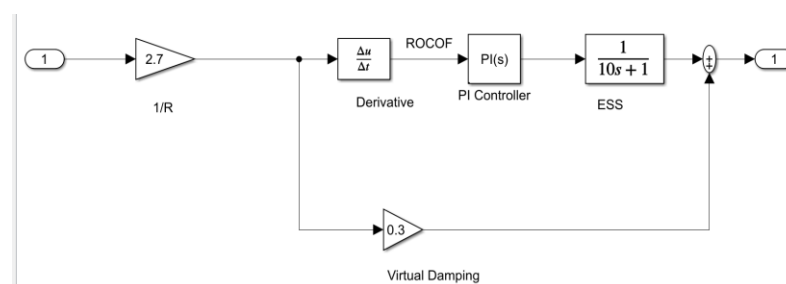 1
2.7
1/R
Δu
Δt
Derivative
ROCOF
PI(s)
PI Controller
1
10s + 1
ESS
+
+
1
0.3
Virtual Damping